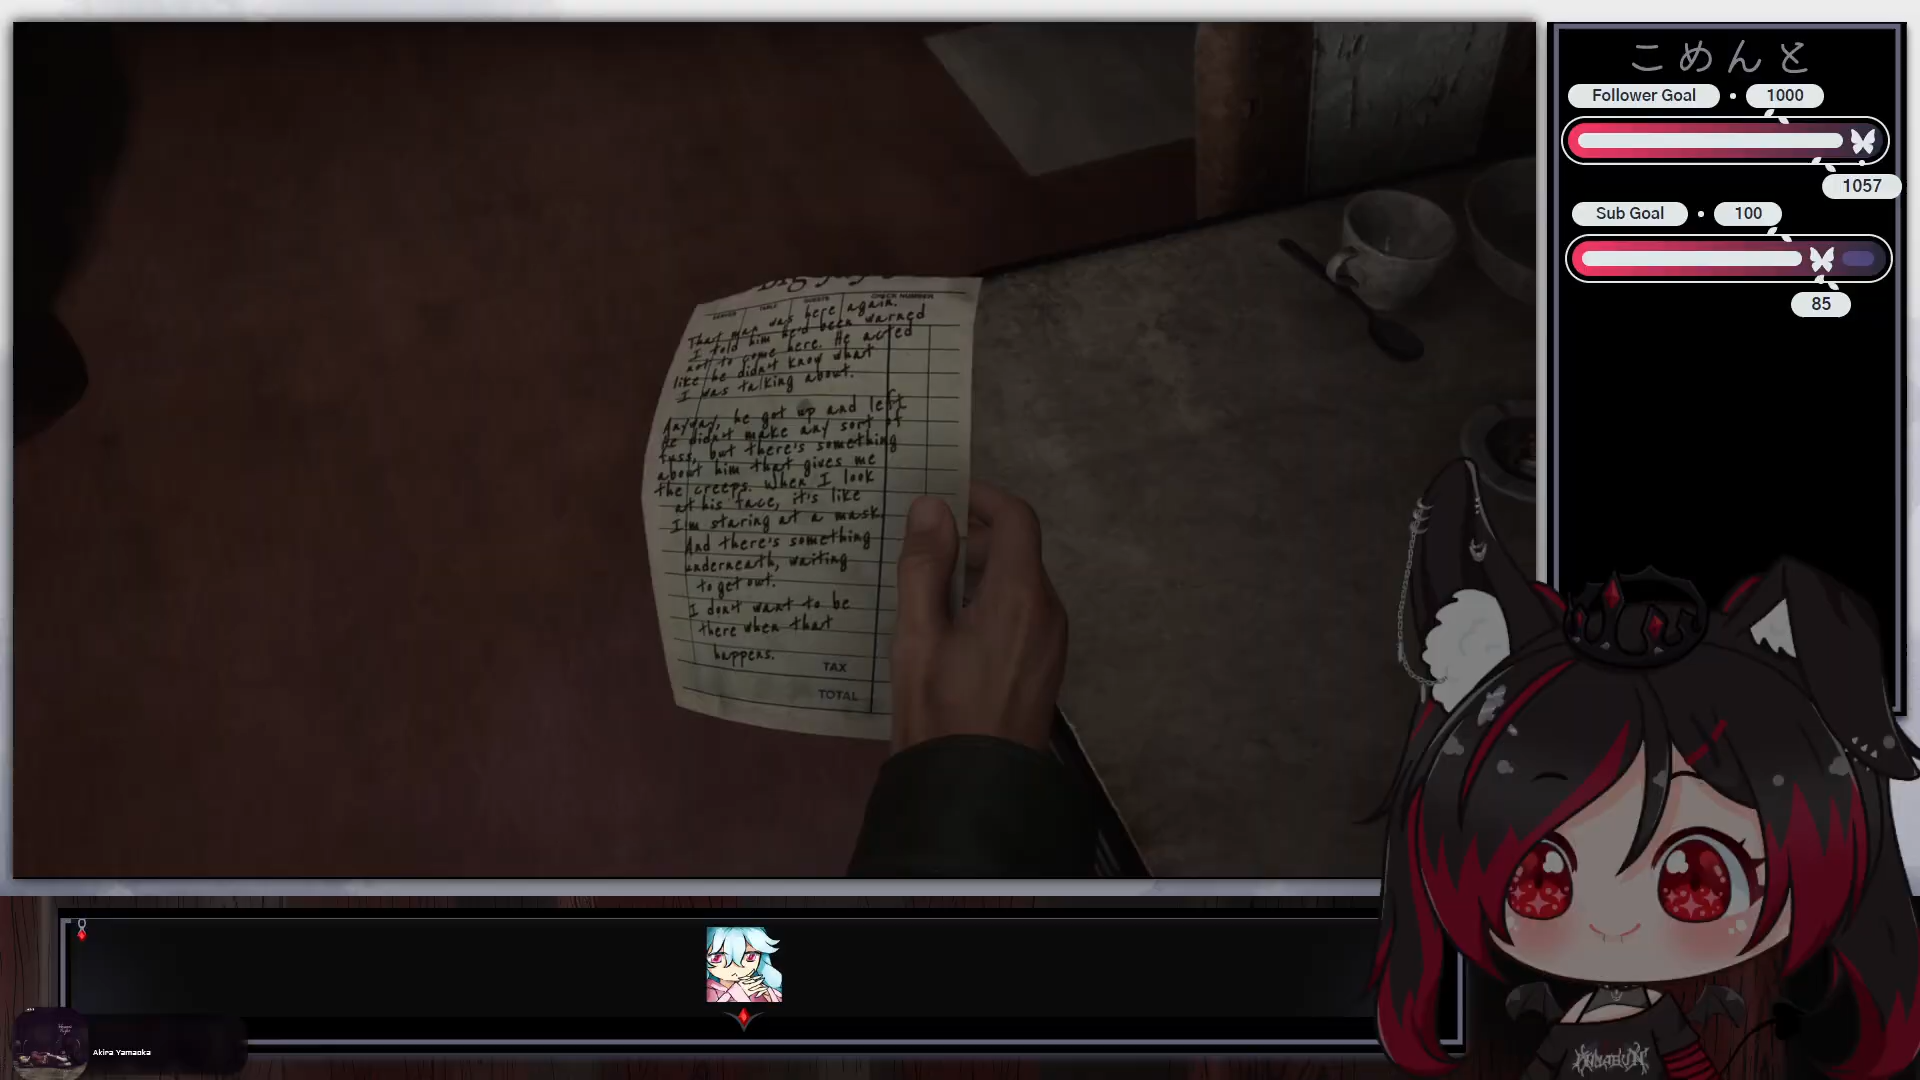 こめんと
Follower Goal • 1000
1057
Sub Goal • 100
85
TABLE GUESTS CHECK NUMBER
That man was here again.
I told him he'd been warned
not to come here. He acted
like he didn't know what
I was talking about.
Anyway, he got up and left
He didn't make any sort of
fuss, but there's something
about him that gives me
the creeps. When I look
at his face, it's like
I'm staring at a mask
And there's something
underneath, waiting
to get out.
I don't want to be
there when that
happens.
TAX
TOTAL
Akira Yamaoka